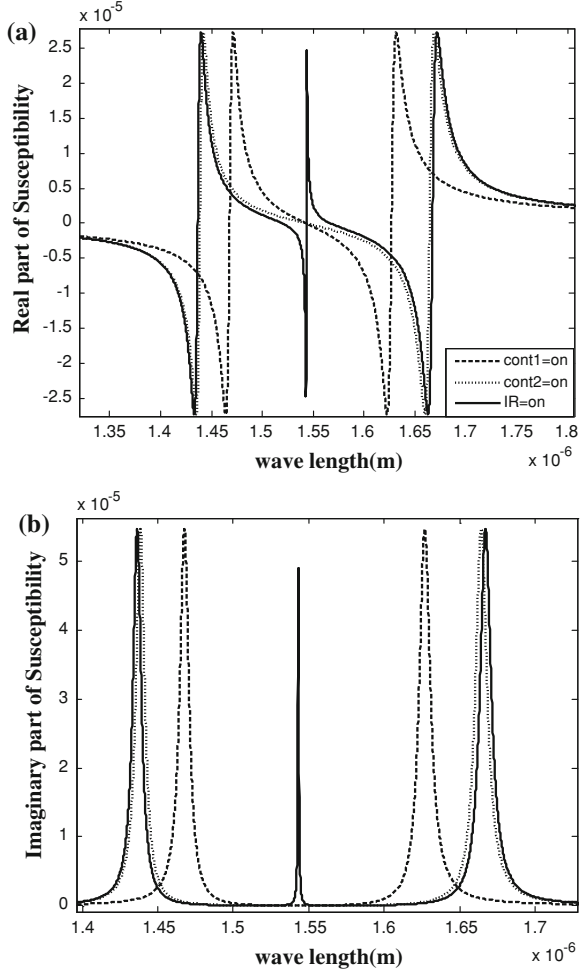 (a)
x 10-5
Real part of Susceptibility
2.5
2
1.5
1
0.5
0
-0.5
-1
-1.5
-2
-2.5
cont1=on
cont2=on
IR=on
1.35 1.4 1.45 1.5 1.55 1.6 1.65 1.7 1.75 1.8
wave length(m)
x 10-6
(b)
x 10-5
Imaginary part of Susceptibility
5
4
3
2
1
0
1.4 1.45 1.5 1.55 1.6 1.65 1.7
wave length(m)
x 10-6